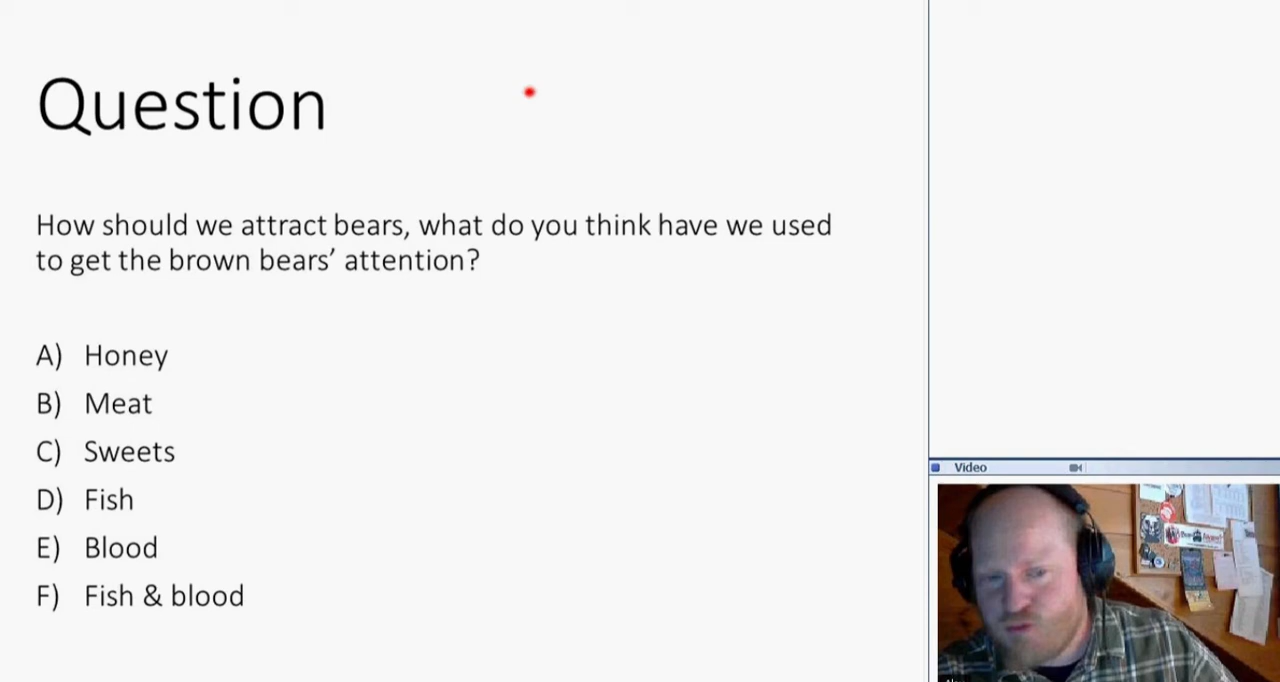 Question
How should we attract bears, what do you think have we used
to get the brown bears’ attention?
A) Honey
B) Meat
C) Sweets
D) Fish
E) Blood
F) Fish & blood
Video